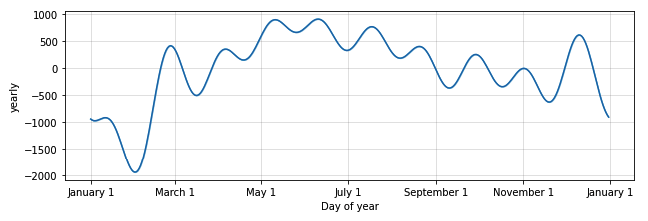 1000
500
0
−500
−1000
−1500
−2000
yearly
January 1
March 1
May 1
July 1
September 1
November 1
January 1
Day of year